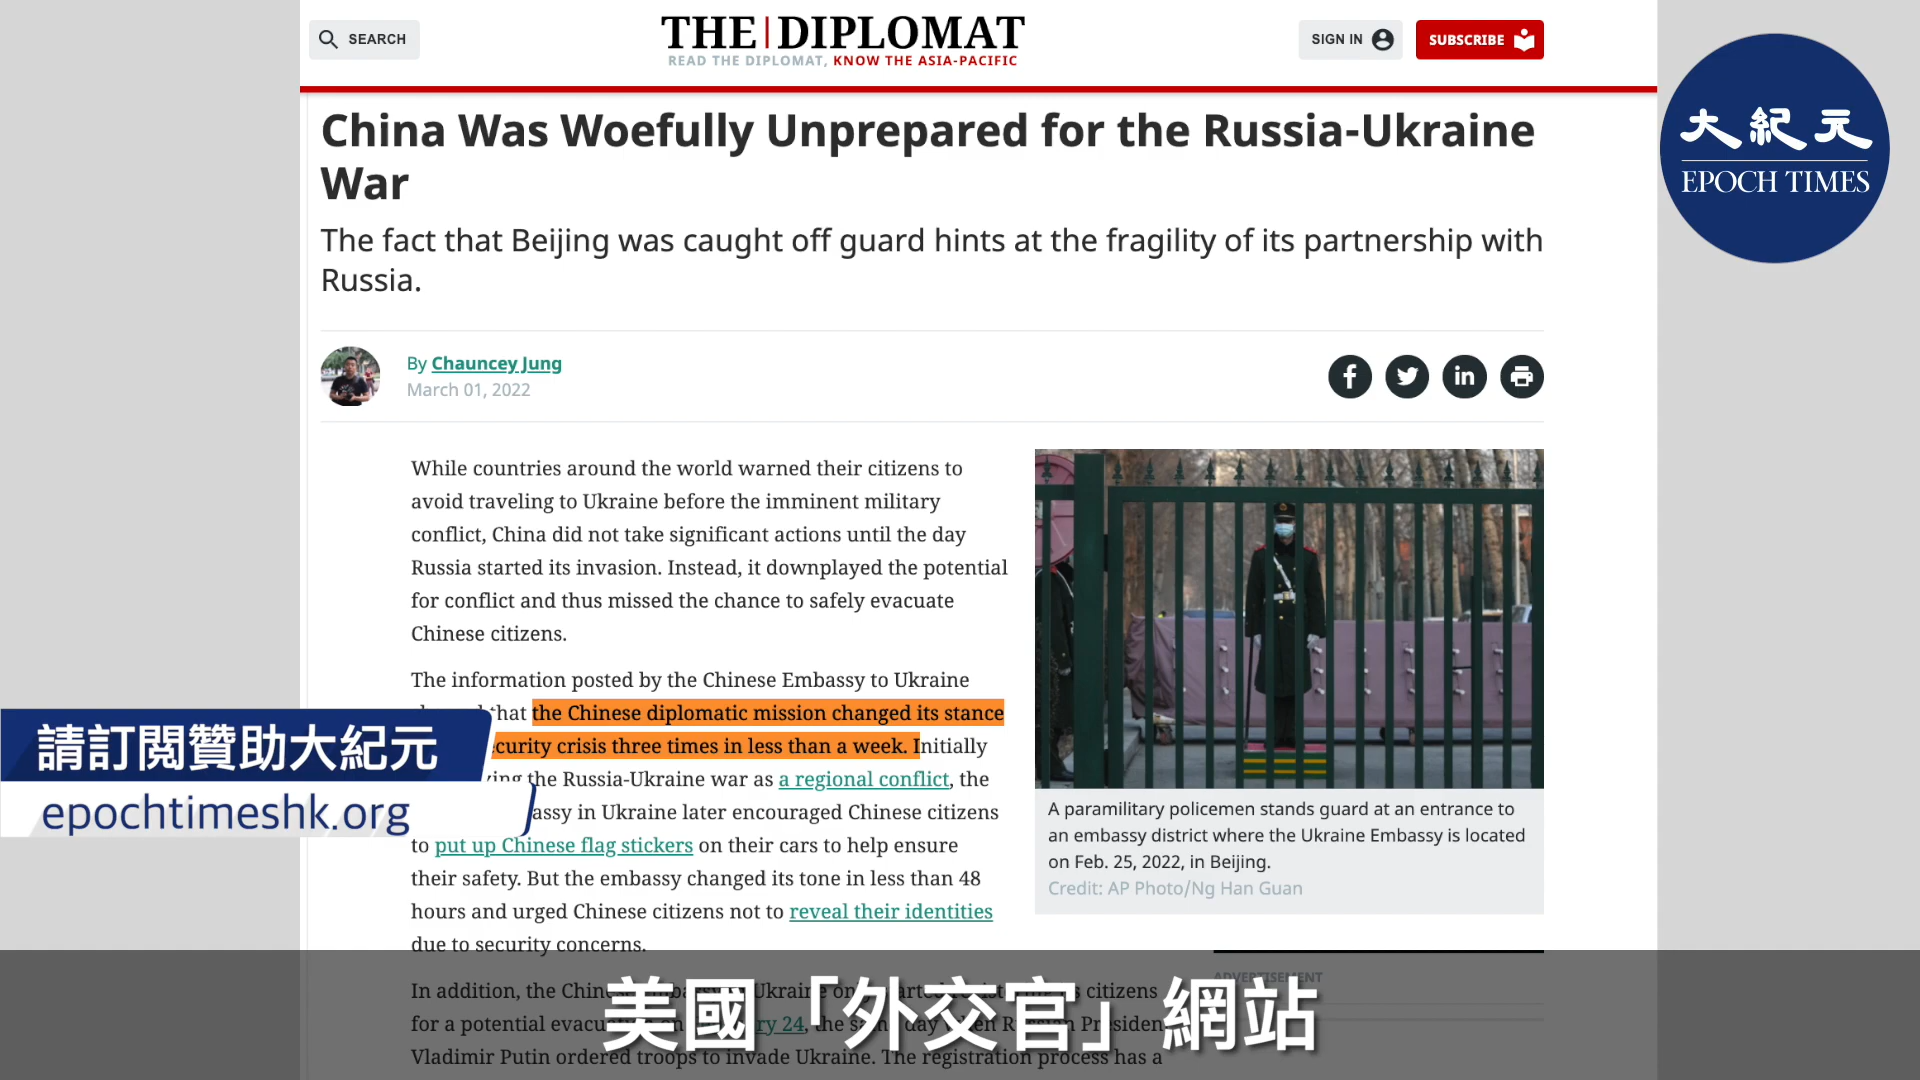 SEARCH
THE DIPLOMAT
READ THE DIPLOMAT, KNOW THE ASIA-PACIFIC
SIGN IN
SUBSCRIBE
大紀元
EPOCH TIMES
China Was Woefully Unprepared for the Russia-Ukraine
War
The fact that Beijing was caught off guard hints at the fragility of its partnership with
Russia.
By Chauncey Jung
March 01, 2022
While countries around the world warned their citizens to
avoid traveling to Ukraine before the imminent military
conflict, China did not take significant actions until the day
Russia started its invasion. Instead, it downplayed the potential
for conflict and thus missed the chance to safely evacuate
Chinese citizens.
The information posted by the Chinese Embassy to Ukraine
that the Chinese diplomatic mission changed its stance
crisis three times in less than a week. Initially
the Russia-Ukraine war as a regional conflict, the
in Ukraine later encouraged Chinese citizens
to put up Chinese flag stickers on their cars to help ensure
their safety. But the embassy changed its tone in less than 48
hours and urged Chinese citizens not to reveal their identities
due to security concerns.
In addition, the Ukraine citizens
for a potential 24, the day Russian
Vladimir Putin ordered troops to invade Ukraine. The registration process has a
A paramilitary policemen stands guard at an entrance to
an embassy district where the Ukraine Embassy is located
on Feb. 25, 2022, in Beijing.
Credit: AP Photo/Ng Han Guan
ADVERTISEMENT
請訂閱贊助大紀元
epochtimeshk.org
美國「外交官」網站